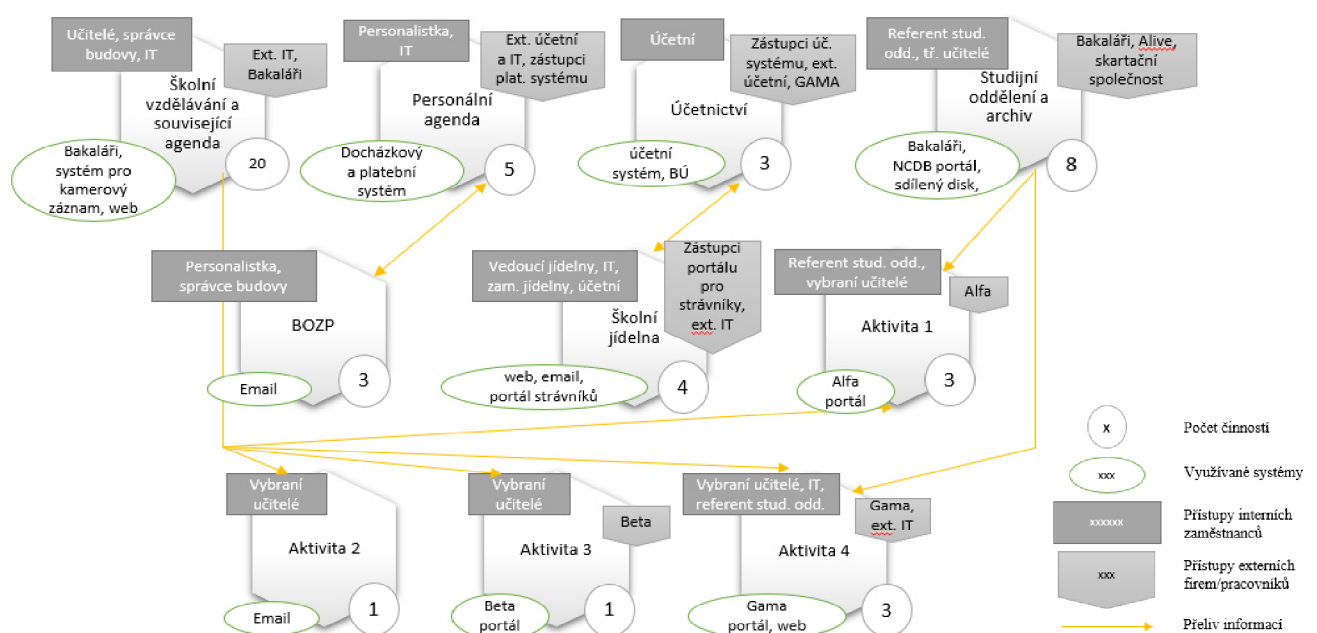 Učitelé, správce
budovy, IT
Ext. IT,
Bakaláři
Školní
vzdělávání a
související
agenda
Bakaláři,
systém pro
kamerový
záznam, web
20
Personalistka,
IT
Ext. účetní
a IT, zástupci
plat. systému
Personální
agenda
Docházkový
a platební
systém
5
Účetní
Zástupci úč.
systému, ext.
účetní, GAMA
Účetnictví
účetní
systém, BÚ
3
Referent stud.
odd., tř. učitelé
Bakaláři, Alive,
skartační
společnost
Studijní
oddělení a
archiv
Bakaláři,
NCDB portál,
sdílený disk,
8
Personalistka,
správce budovy
BOZP
Email
3
Vedoucí jídelny, IT,
zam. jídelny, účetní
Zástupci
portálu
pro
strávníky,
ext. IT
Školní
jídelna
web, email,
portál strávníků
4
Referent stud. odd.,
vybraní učitelé
Alfa
Aktivita 1
Alfa
portál
3
Vybraní
učitelé
Aktivita 2
Email
1
Vybraní
učitelé
Beta
Aktivita 3
Beta
portál
1
Vybraní učitelé, IT,
referent stud. odd.
Gama,
ext. IT
Aktivita 4
Gama
portál, web
3
x
Počet činností
xxx
Využívané systémy
xxxxxx
Přístupy interních
zaměstnanců
xxx
Přístupy externích
firem/pracovníků
Přeliv informací